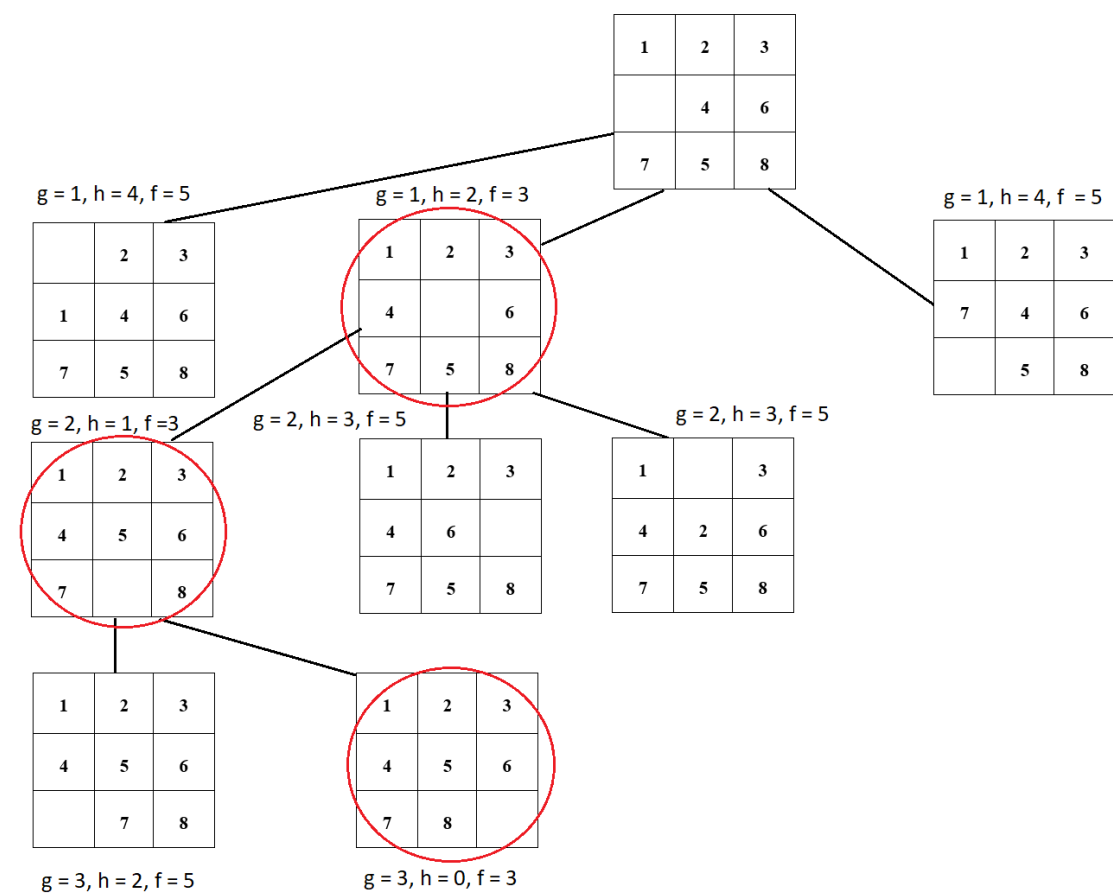 1 2 3
4 6
7 5 8
g = 1, h = 4, f = 5
2 3
1 4 6
7 5 8
g = 1, h = 2, f = 3
1 2 3
4 6
7 5 8
g = 1, h = 4, f = 5
1 2 3
7 4 6
5 8
g = 2, h = 1, f =3
1 2 3
4 5 6
7 8
g = 2, h = 3, f = 5
1 2 3
4 6
7 5 8
g = 2, h = 3, f = 5
1 3
4 2 6
7 5 8
1 2 3
4 5 6
7 8
g = 3, h = 2, f = 5
1 2 3
4 5 6
7 8
g = 3, h = 0, f = 3